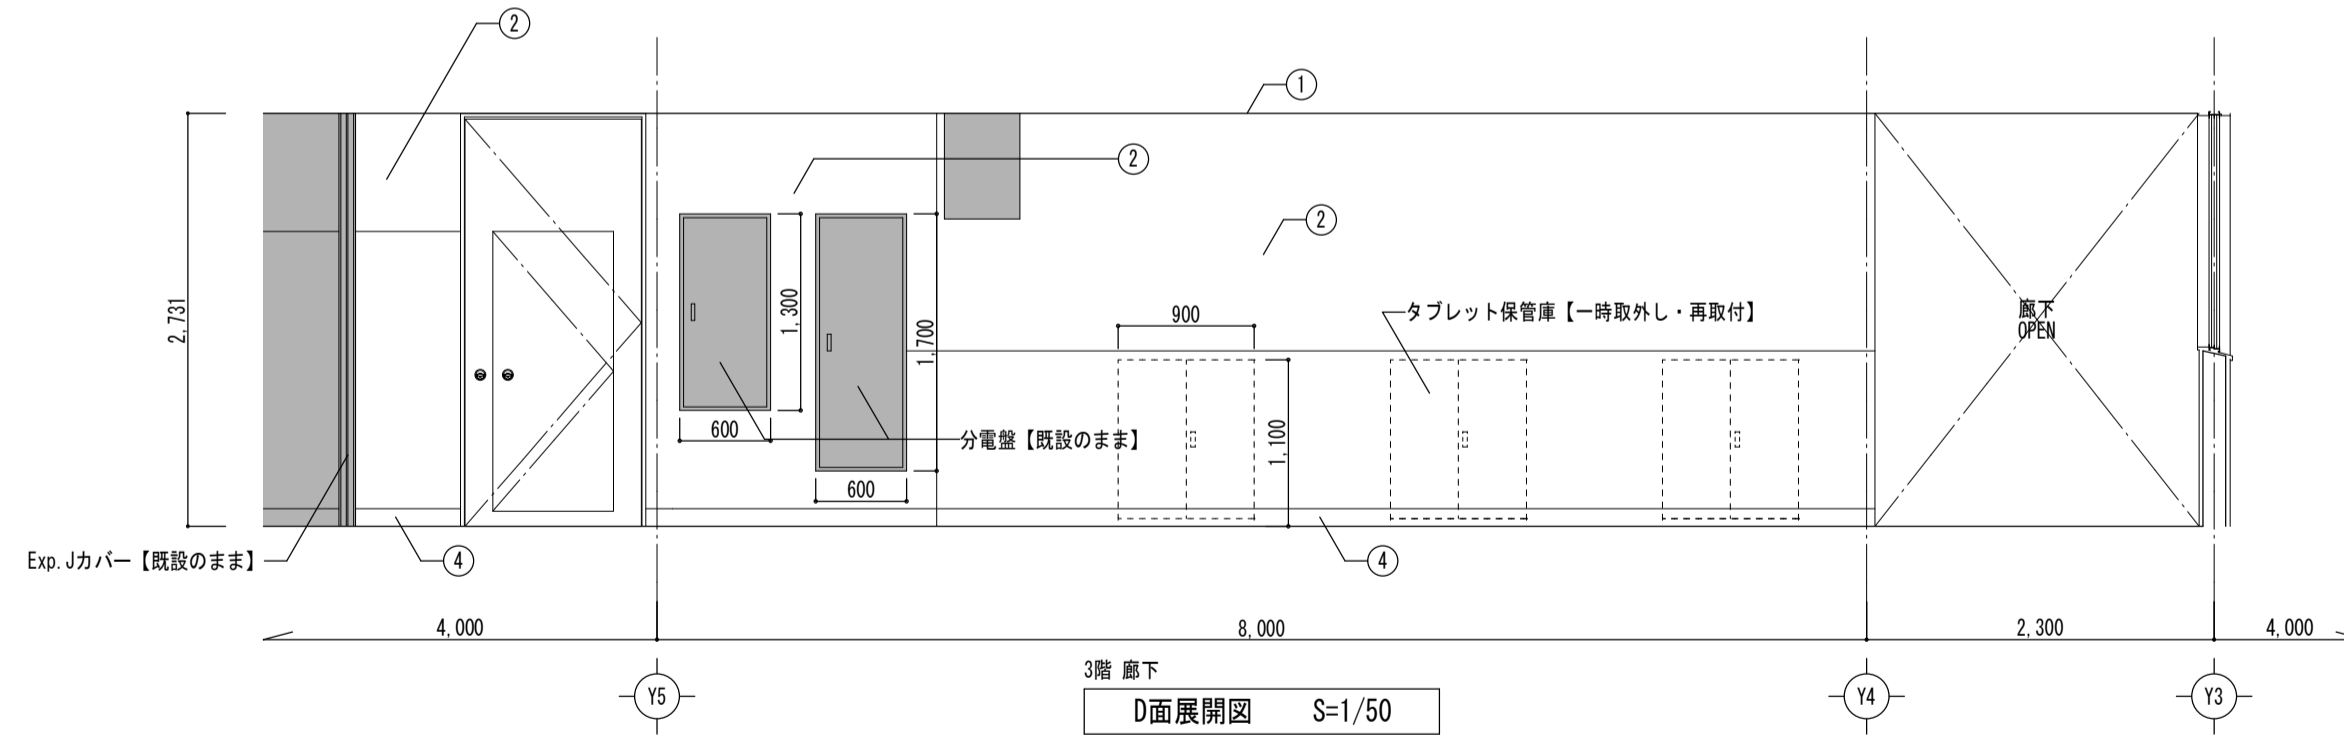 2
1
2
2
2,731
1,300
1,700
900
タブレット保管庫【一時取外し・再取付】
廊下
OPEN
600
分電盤【既設のまま】
1,100
600
Exp.Jカバー【既設のまま】
4
4
4,000
8,000
2,300
4,000
3階 廊下
Y5
D面展開図 S=1/50
Y4
Y3